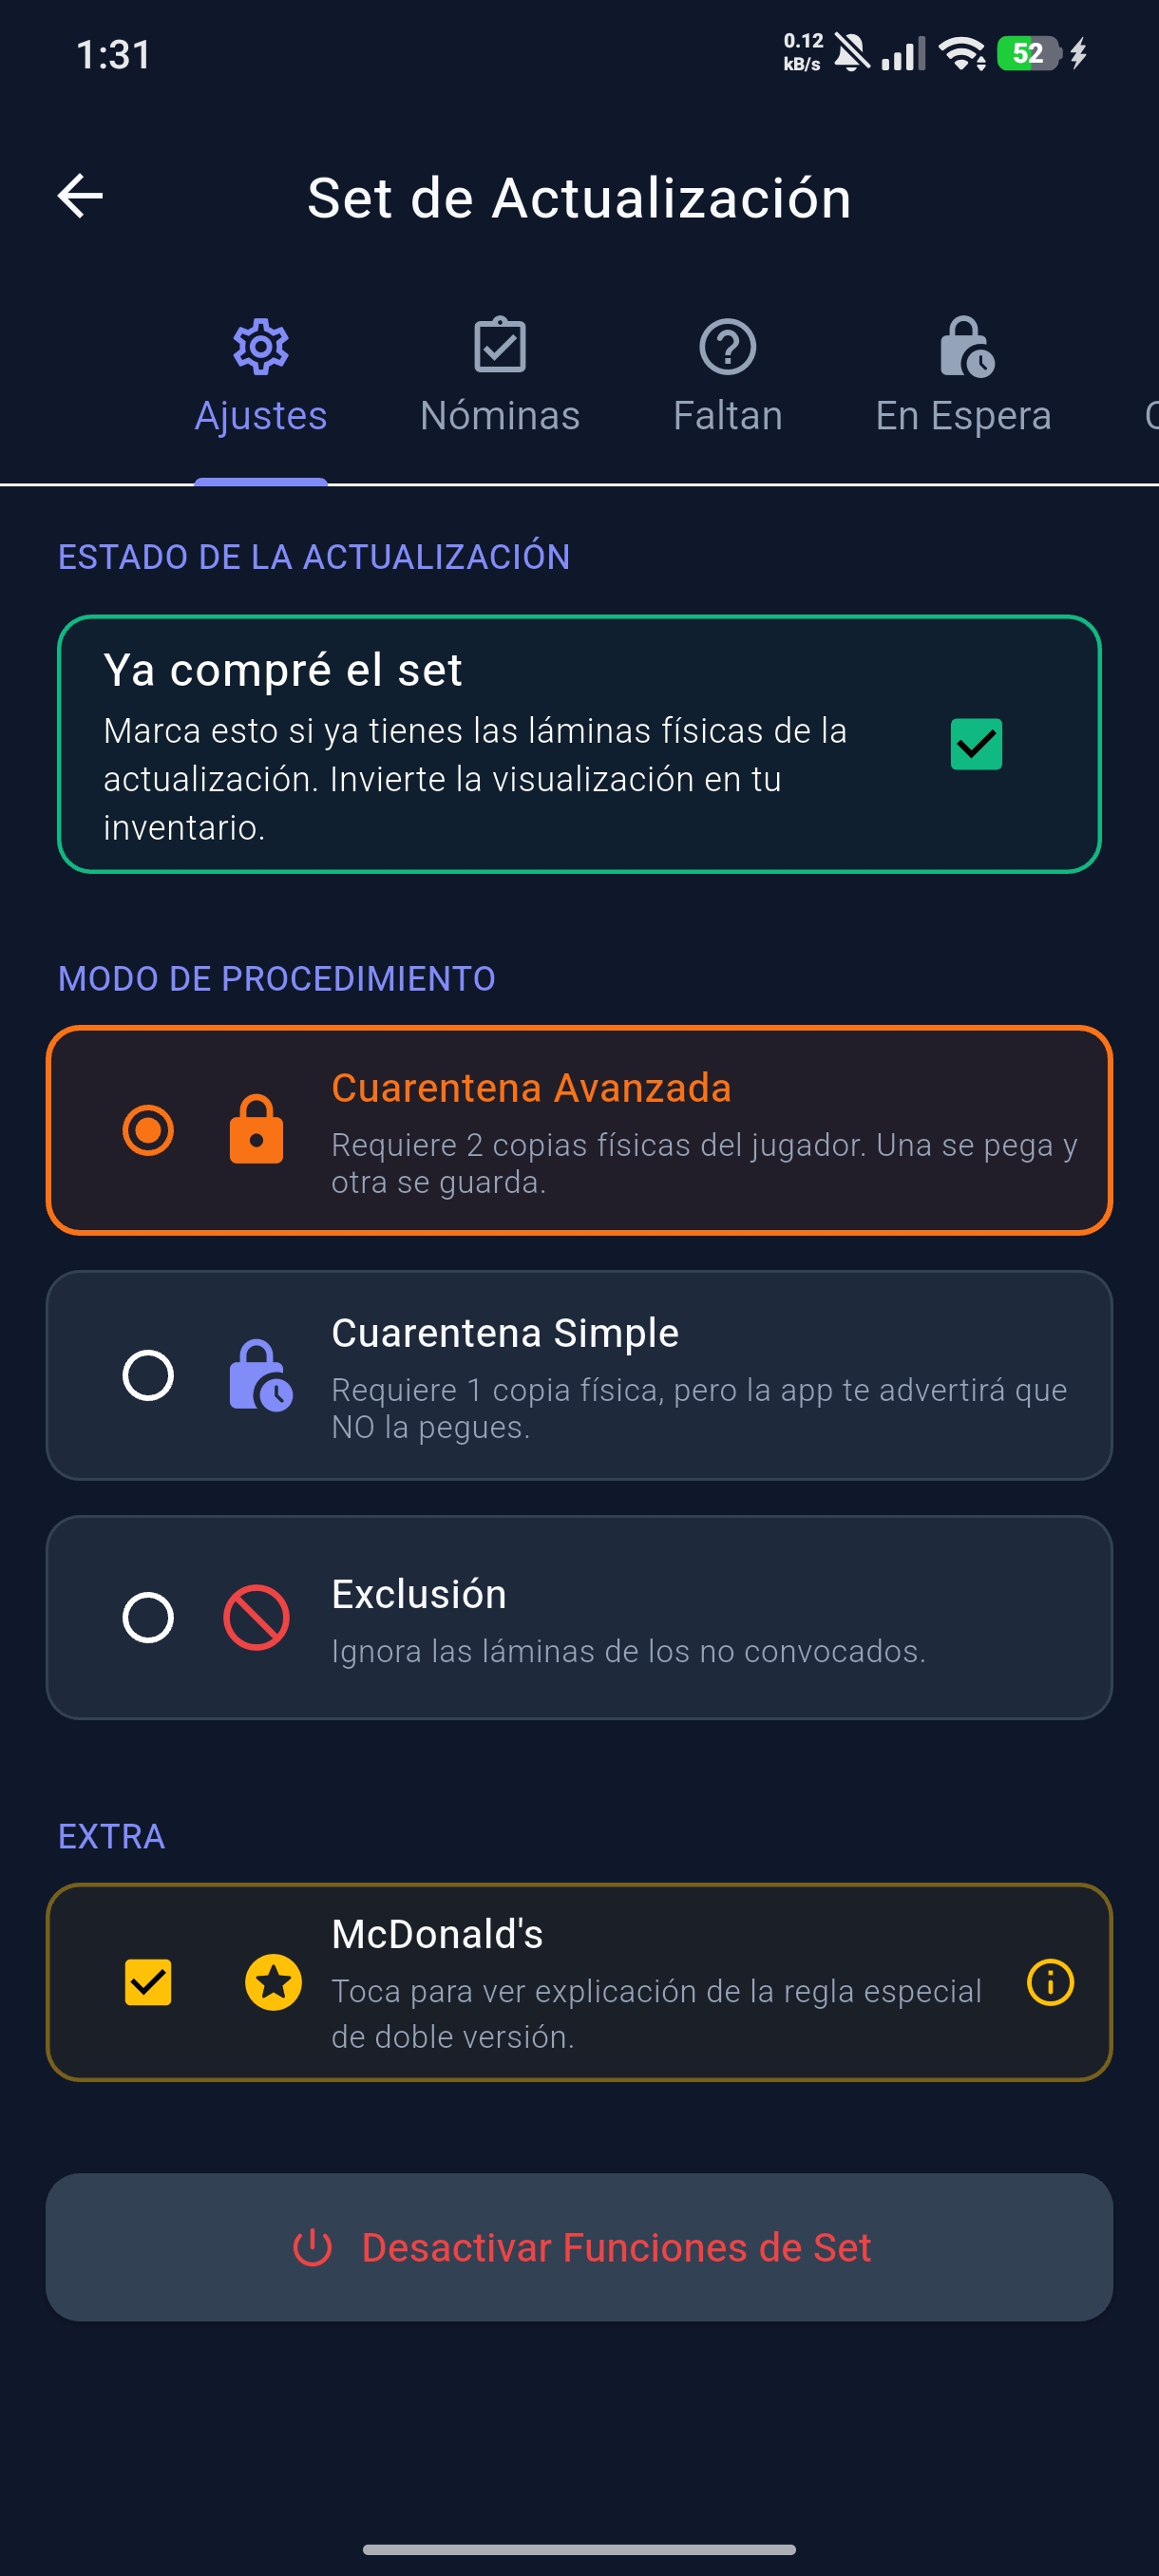 1:31
0.12
kB/s
52
Set de Actualización
Ajustes
Nóminas
Faltan
En Espera
ESTADO DE LA ACTUALIZACIÓN
Ya compré el set
Marca esto si ya tienes las láminas físicas de la
actualización. Invierte la visualización en tu
inventario.
MODO DE PROCEDIMIENTO
Cuarentena Avanzada
Requiere 2 copias físicas del jugador. Una se pega y
otra se guarda.
Cuarentena Simple
Requiere 1 copia física, pero la app te advertirá que
NO la pegues.
Exclusión
Ignora las láminas de los no convocados.
EXTRA
McDonald's
Toca para ver explicación de la regla especial
de doble versión.
Desactivar Funciones de Set